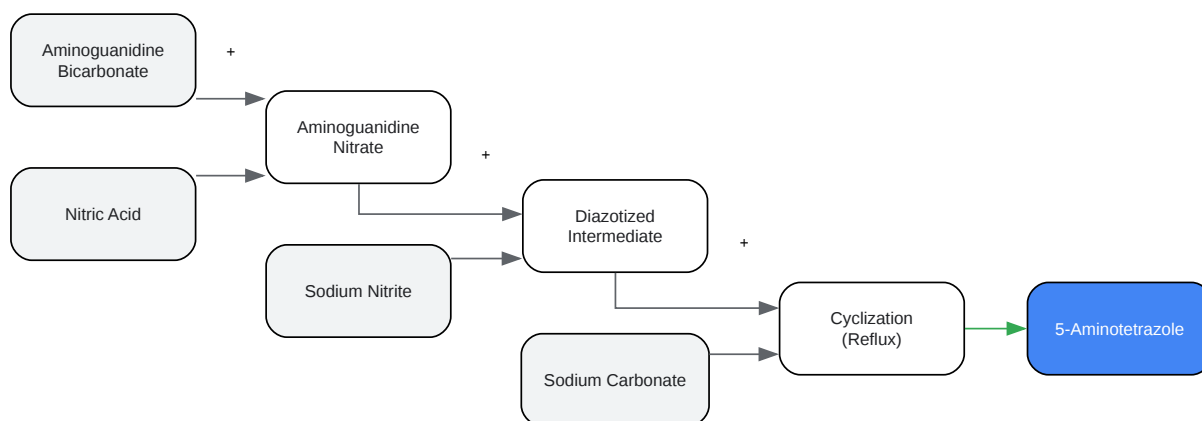 Aminoguanidine
Bicarbonate
+
Nitric Acid
Aminoguanidine
Nitrate
+
Sodium Nitrite
Diazotized
Intermediate
+
Sodium Carbonate
Cyclization
(Reflux)
5-Aminotetrazole